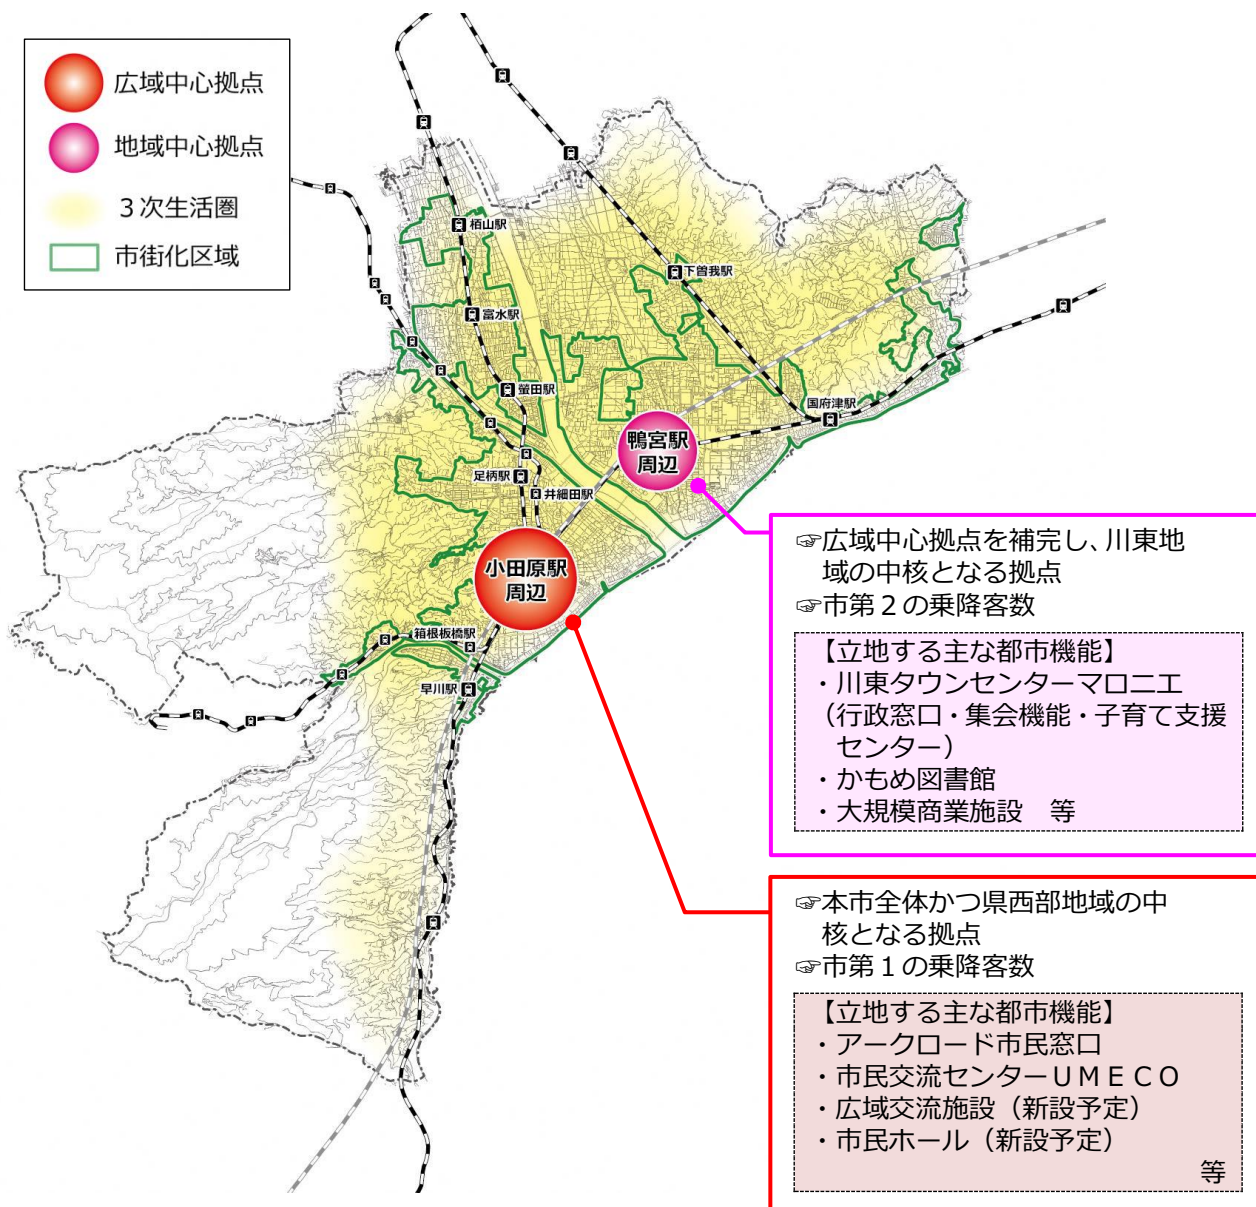 広域中心拠点
地域中心拠点
３次生活圏
市街化区域
栢山駅
下曽我駅
富水駅
螢田駅
国府津駅
鴨宮駅
周辺
足柄駅
井細田駅
小田原駅
周辺
箱根板橋駅
早川駅
☞広域中心拠点を補完し、川東地
域の中核となる拠点
☞市第２の乗降客数
【立地する主な都市機能】
・川東タウンセンターマロニエ
（行政窓口・集会機能・子育て支援
センター）
・かもめ図書館
・大規模商業施設　等
☞本市全体かつ県西部地域の中
核となる拠点
☞市第１の乗降客数
【立地する主な都市機能】
・アークロード市民窓口
・市民交流センターＵＭＥＣＯ
・広域交流施設（新設予定）
・市民ホール（新設予定）
等